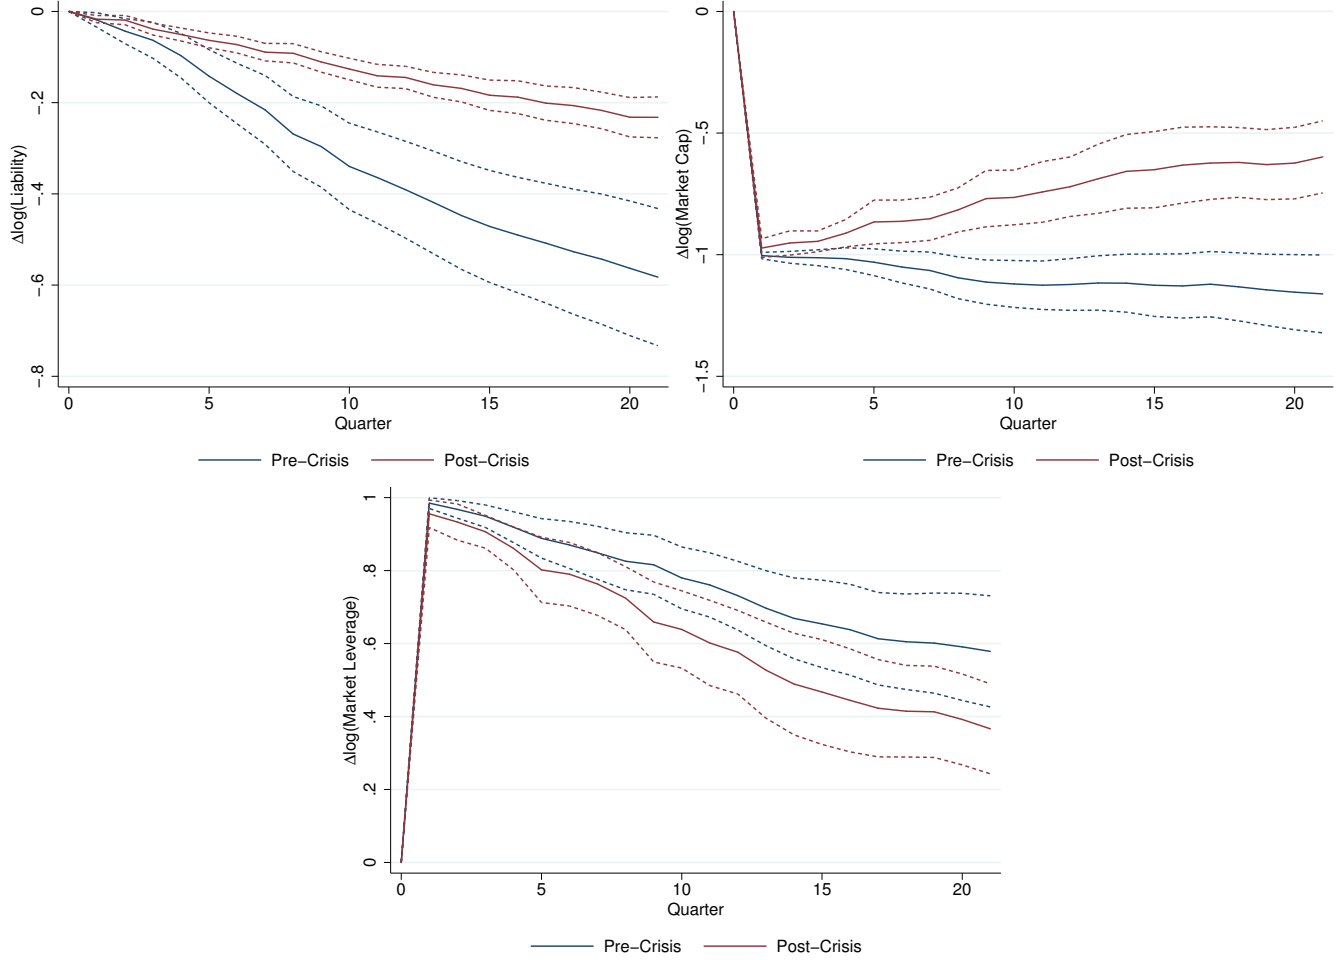 Δlog(Liability)
0
−.2
−.4
−.6
−.8
0 5 10 15 20
Quarter
Pre−Crisis Post−Crisis
Δlog(Market Cap)
0
−.5
−1
−1.5
0 5 10 15 20
Quarter
Pre−Crisis Post−Crisis
Δlog(Market Leverage)
1
.8
.6
.4
.2
0
0 5 10 15 20
Quarter
Pre−Crisis Post−Crisis